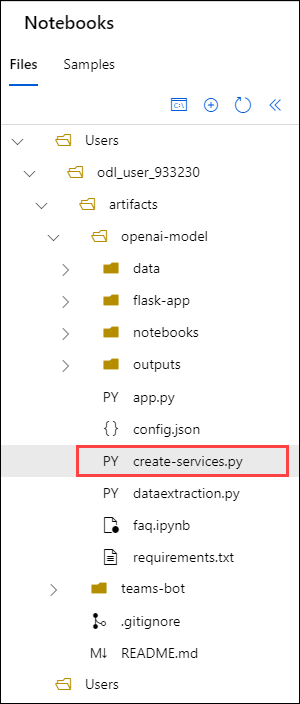 Notebooks
Files Samples
Users
odl_user_933230
artifacts
openai-model
data
flask-app
notebooks
outputs
PY app.py
{} config.json
PY create-services.py
PY dataextraction.py
faq.ipynb
requirements.txt
teams-bot
.gitignore
M↓ README.md
Users